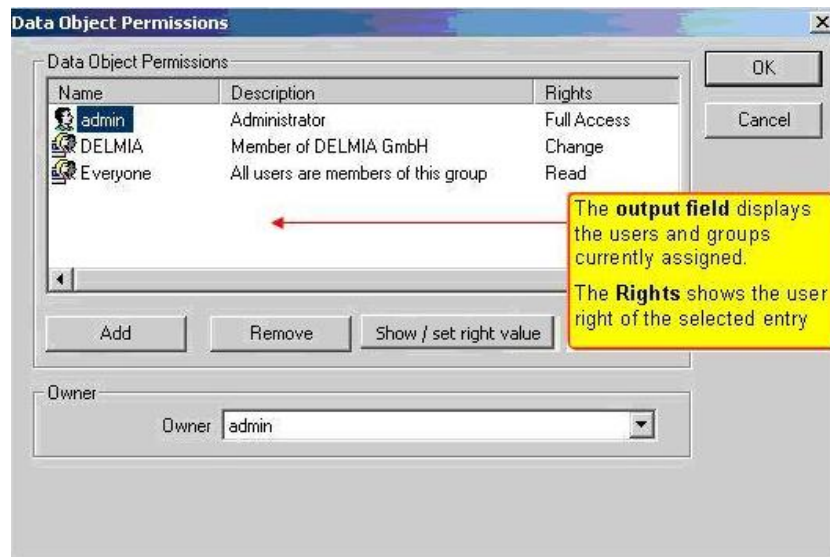 Data Object Permissions
Data Object Permissions
OK
Name Description Rights
admin Administrator Full Access
Cancel
DELMIA Member of DELMIA GmbH Change
Everyone All users are members of this group Read
The output field displays
the users and groups
currently assigned.
The Rights shows the user
right of the selected entry
Add Remove Show / set right value
Owner
Owner admin